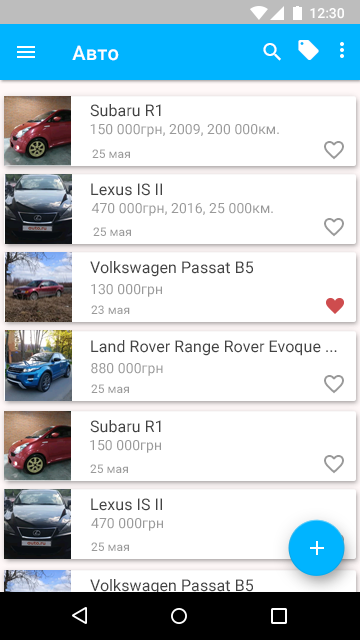 12:30
Авто
Subaru R1
150 000грн, 2009, 200 000км.
25 мая
Lexus IS II
470 000грн, 2016, 25 000км.
25 мая
Volkswagen Passat B5
130 000грн
23 мая
Land Rover Range Rover Evoque ...
880 000грн
25 мая
Subaru R1
150 000грн
25 мая
Lexus IS II
470 000грн
25 мая
Volkswagen Passat B5